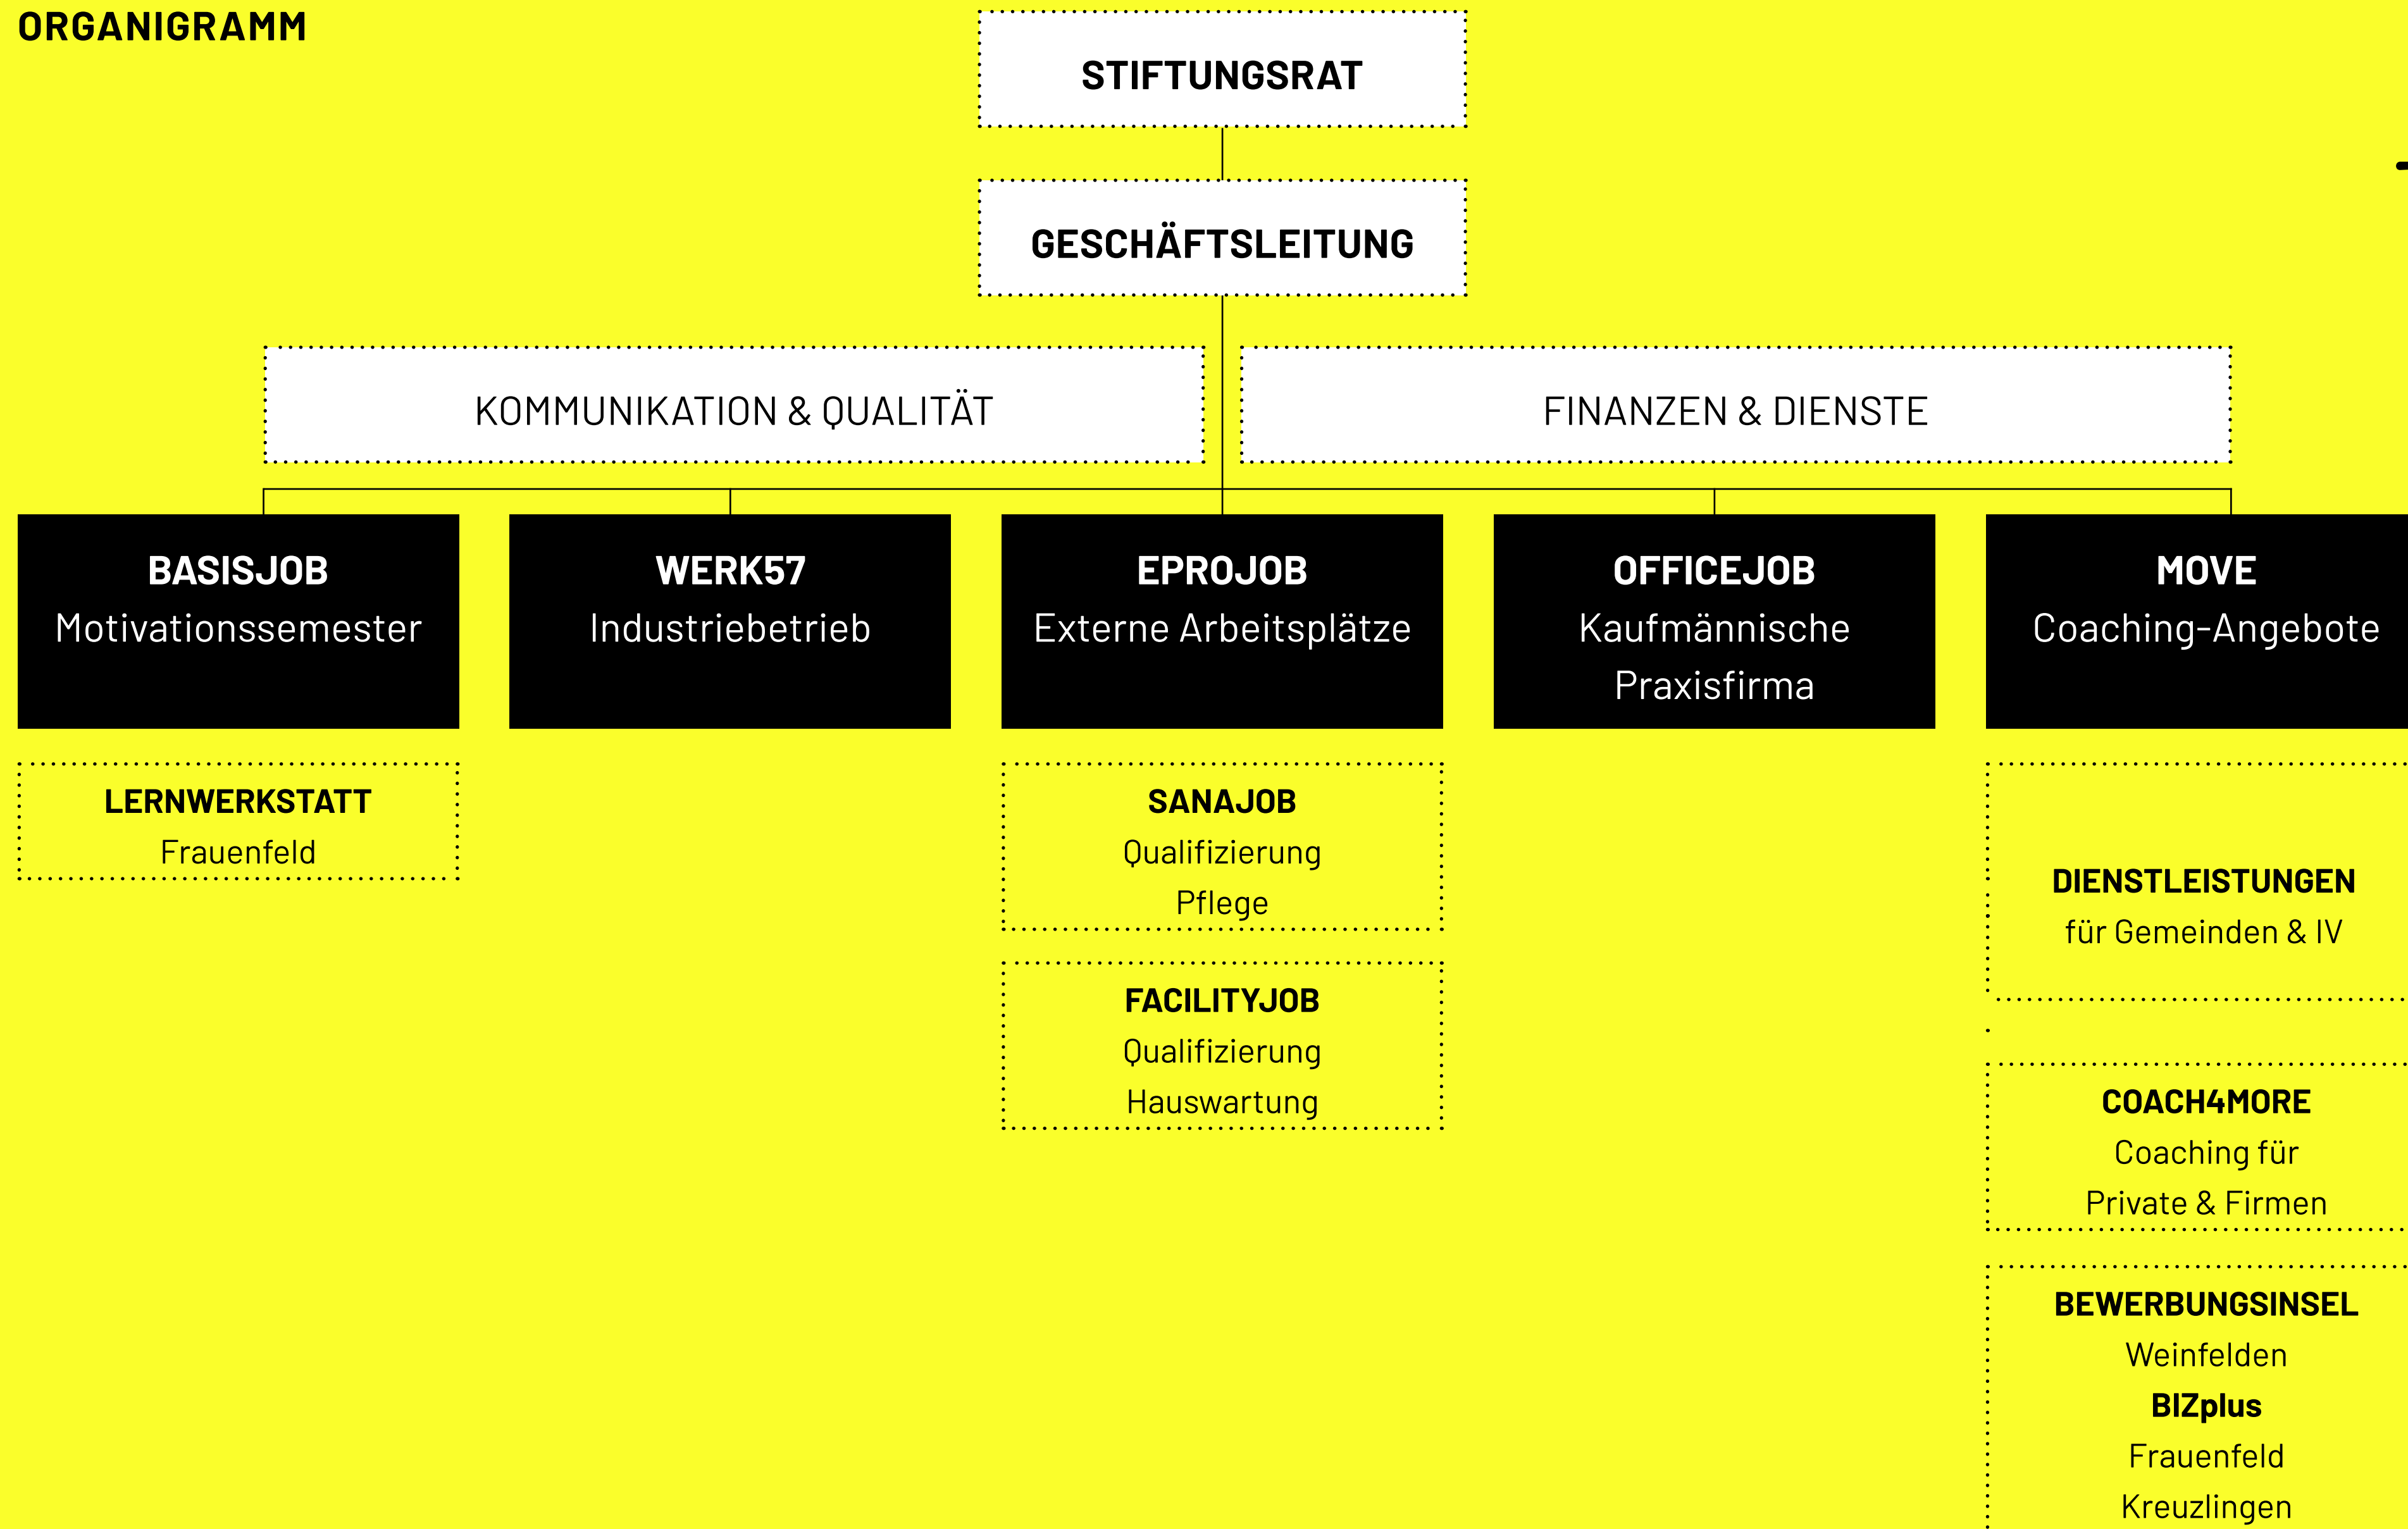 ORGANIGRAMM
STIFTUNGSRAT
GESCHÄFTSLEITUNG
KOMMUNIKATION & QUALITÄT
FINANZEN & DIENSTE
BASISJOB
Motivationssemester
WERK57
Industriebetrieb
EPROJOB
Externe Arbeitsplätze
OFFICEJOB
Kaufmännische
Praxisfirma
MOVE
Coaching-Angebote
LERNWERKSTATT
Frauenfeld
SANAJOB
Qualifizierung
Pflege
FACILITYJOB
Qualifizierung
Hauswartung
DIENSTLEISTUNGEN
für Gemeinden & IV
COACH4MORE
Coaching für
Private & Firmen
BEWERBUNGSINSEL
Weinfelden
BIZplus
Frauenfeld
Kreuzlingen